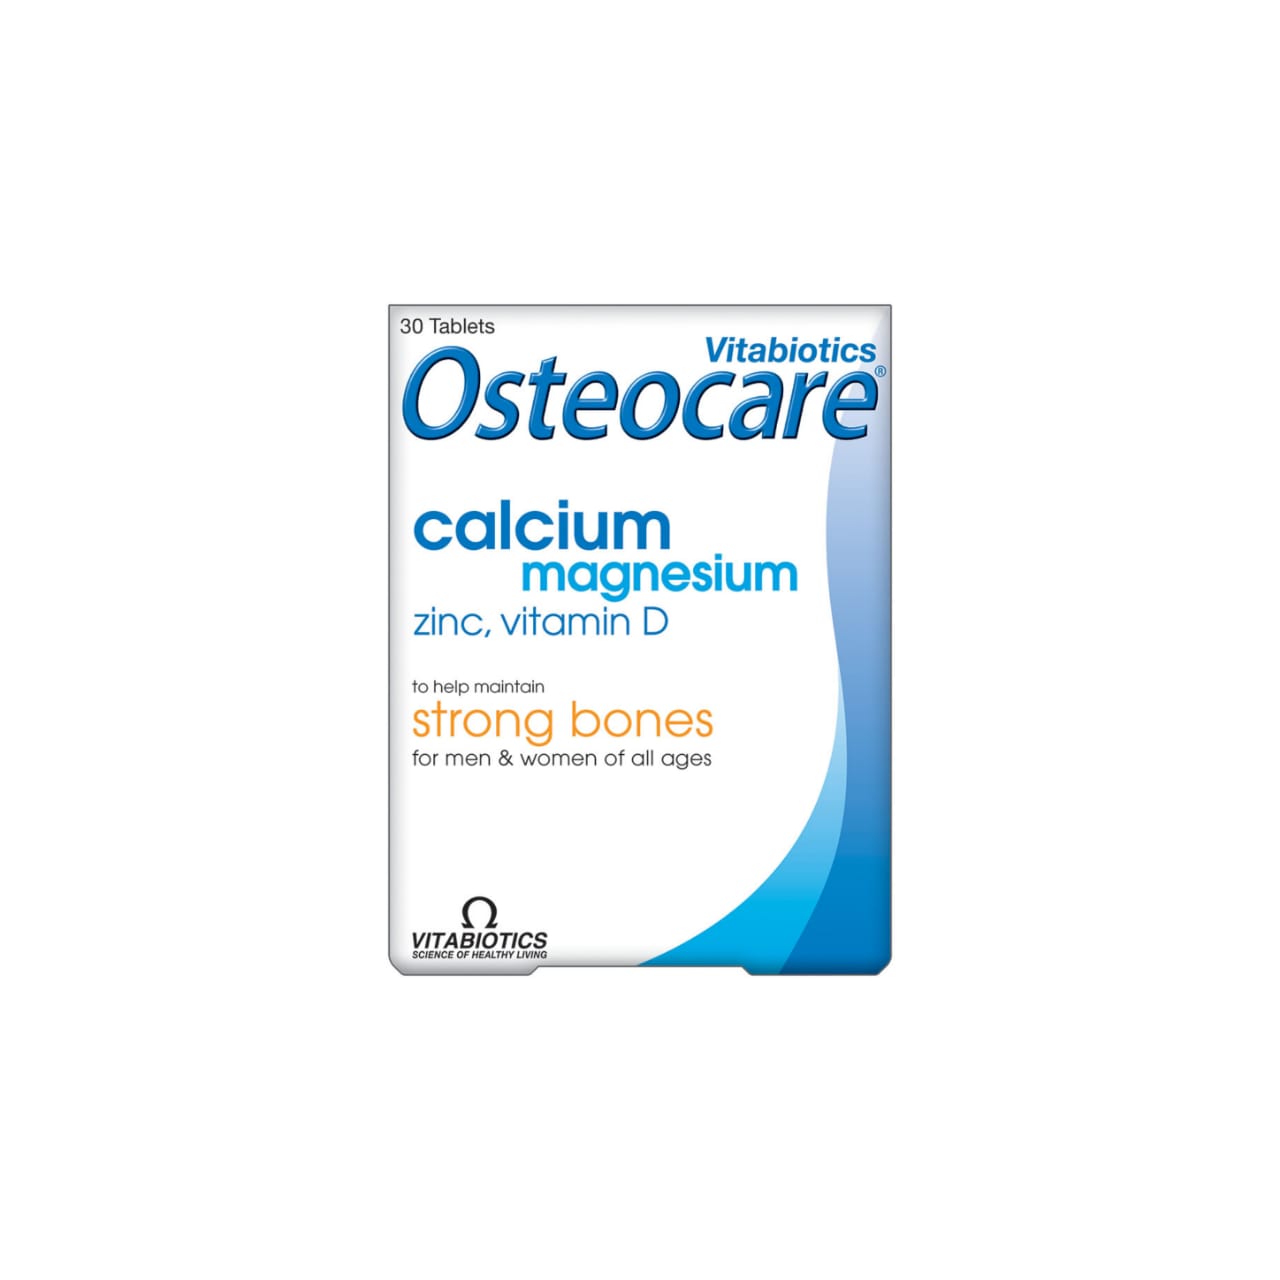 30 Tablets
Vitabiotics
Osteocare®
calcium
magnesium
zinc, vitamin D
to help maintain
strong bones
for men & women of all ages
VITABIOTICS
SCIENCE OF HEALTHY LIVING